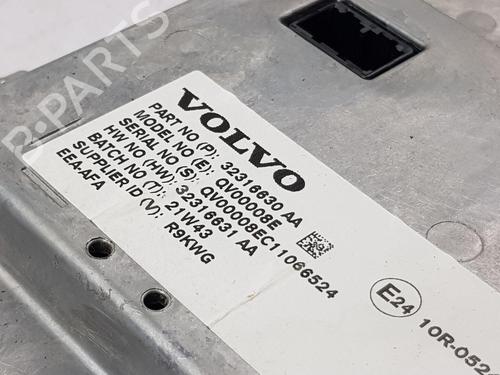 B·PARTS
VOLVO
PART NO (P): 32316630 AA
MODEL NO (E): QV00008E
SERIAL NO (S): QV00008EC11066524
HW NO (HW): 32316631 AA
BATCH NO (T): 21W43
SUPPLIER ID (V): R9KWG
EEA-AFA
E24
10R-052